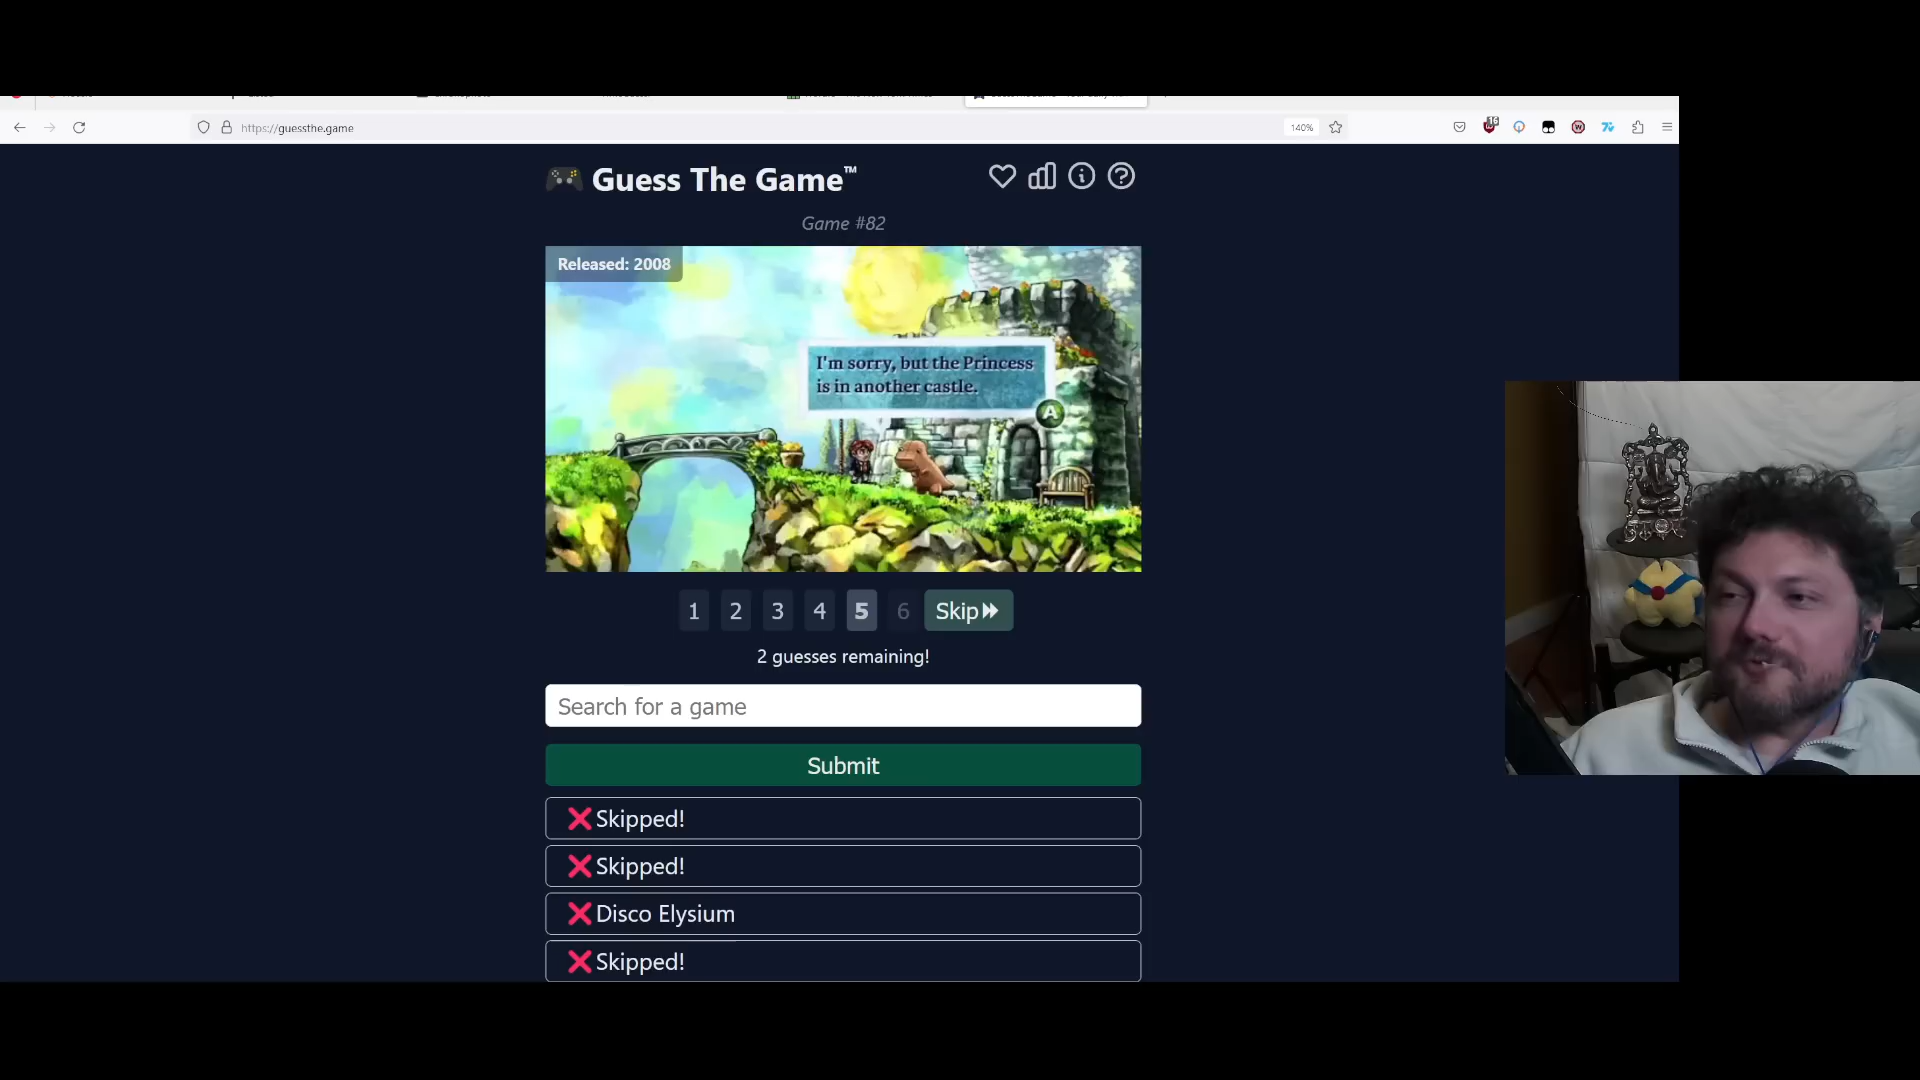 https://guessthe.game
140%
16
Guess The Game™
Game #82
Released: 2008
I'm sorry, but the Princess
is in another castle.
A
1 2 3 4 5 6 Skip
2 guesses remaining!
Search for a game
Submit
Skipped!
Skipped!
Disco Elysium
Skipped!